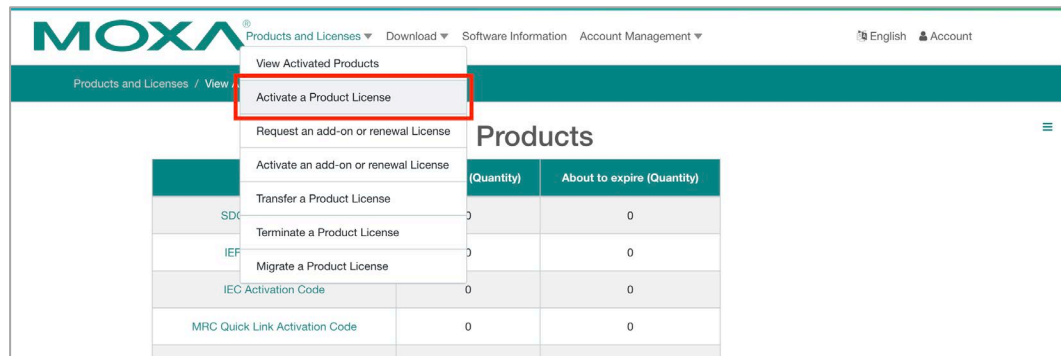 MOXA®
Products and Licenses ▼ Download ▼ Software Information Account Management ▼ English Account
Products and Licenses / View
View Activated Products
Activate a Product License
Request an add-on or renewal License
Activate an add-on or renewal License
Transfer a Product License
Terminate a Product License
Migrate a Product License
Products
(Quantity) About to expire (Quantity)
0
0
IEC Activation Code 0 0
MRC Quick Link Activation Code 0 0